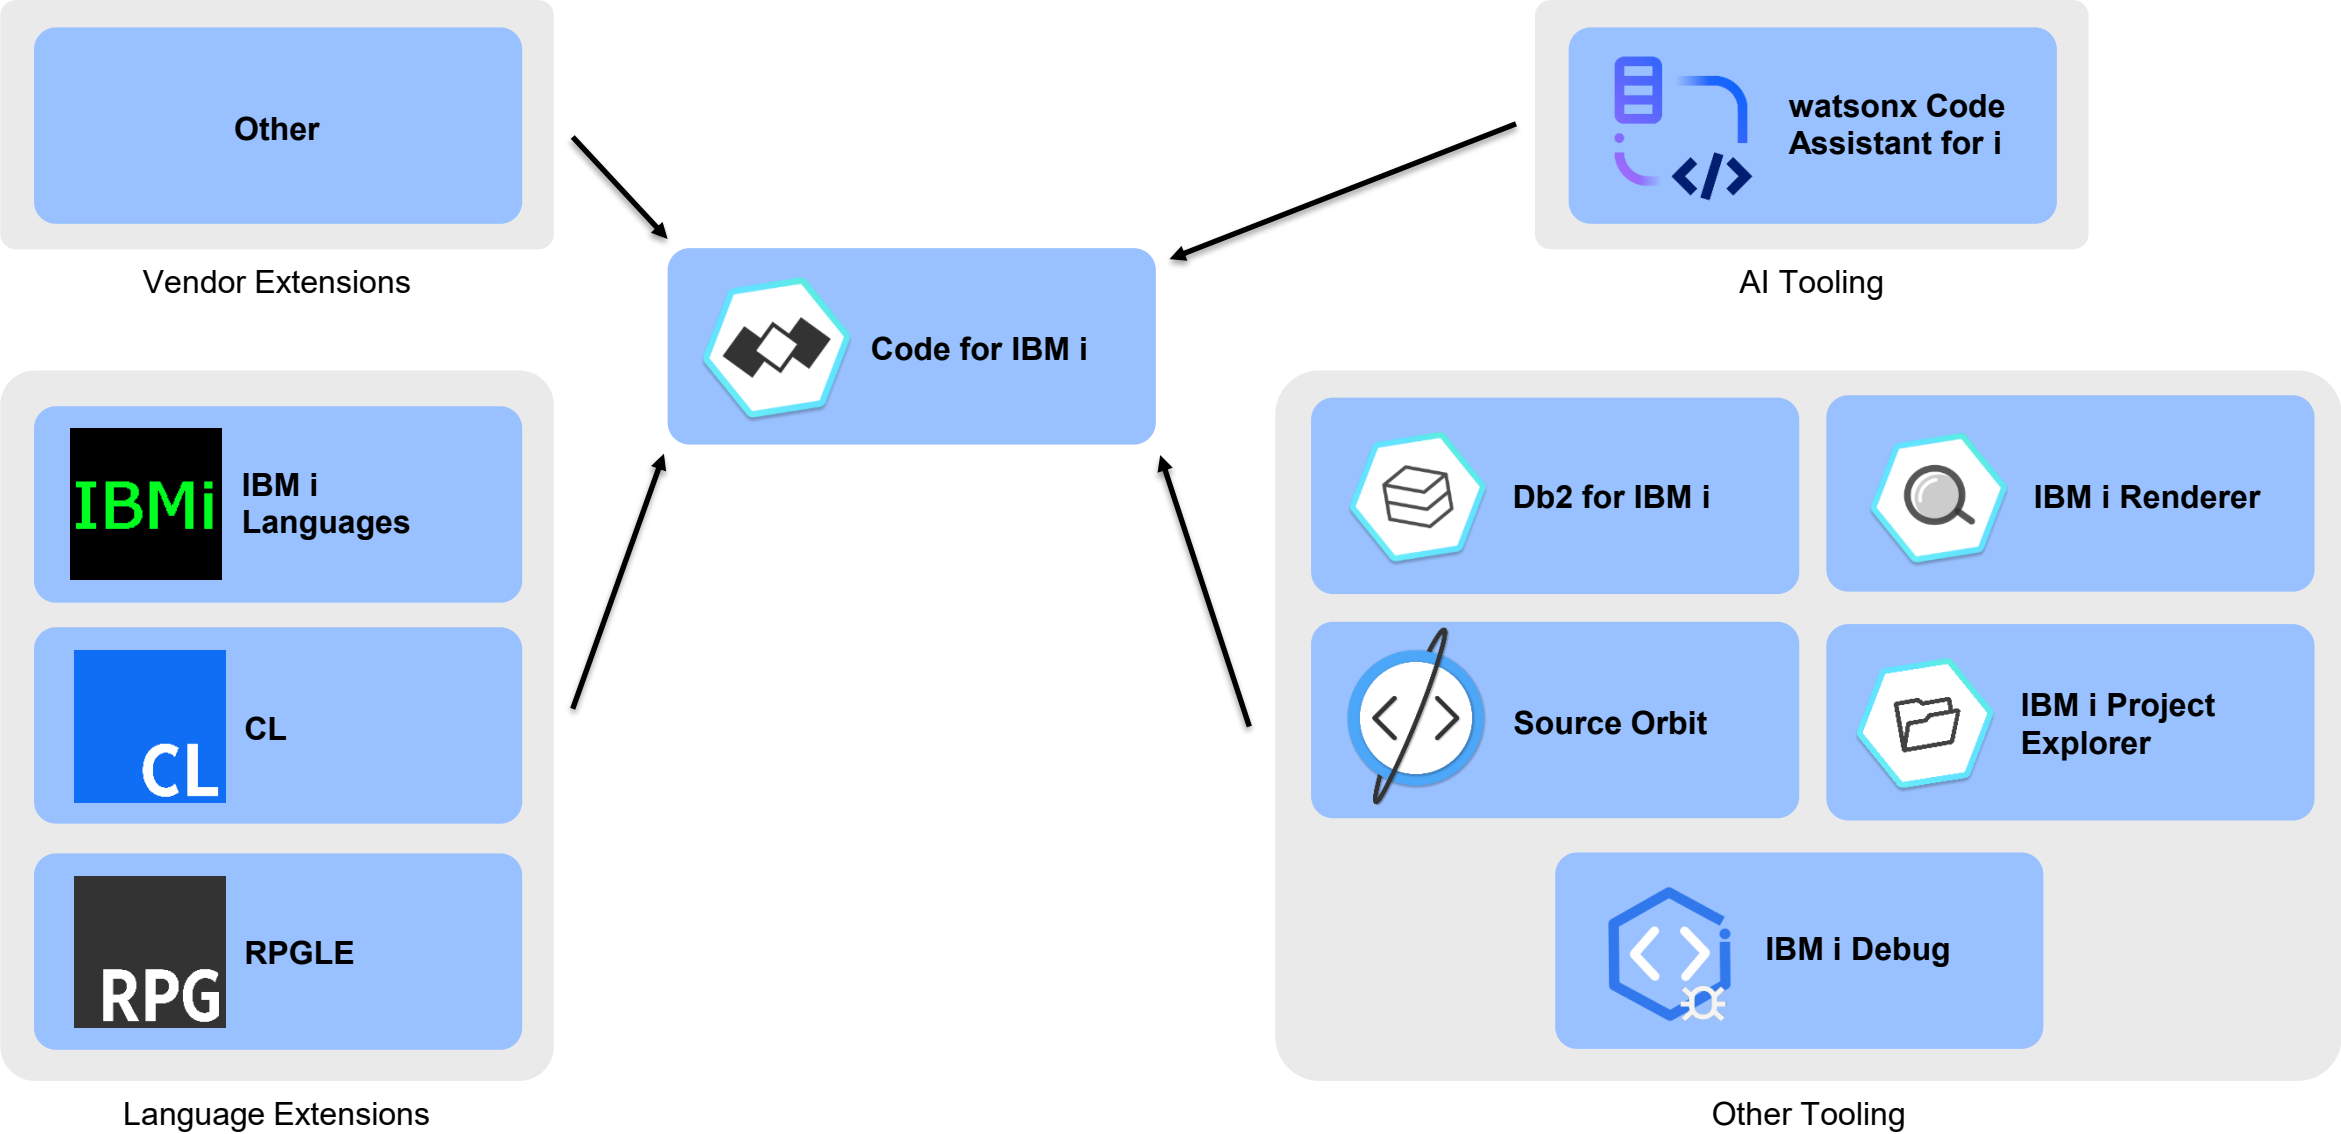 Other
Vendor Extensions
watsonx Code
Assistant for i
AI Tooling
Code for IBM i
IBMi
IBM i
Languages
CL
CL
RPG
RPGLE
Language Extensions
Db2 for IBM i
IBM i Renderer
Source Orbit
IBM i Project
Explorer
i
IBM i Debug
Other Tooling